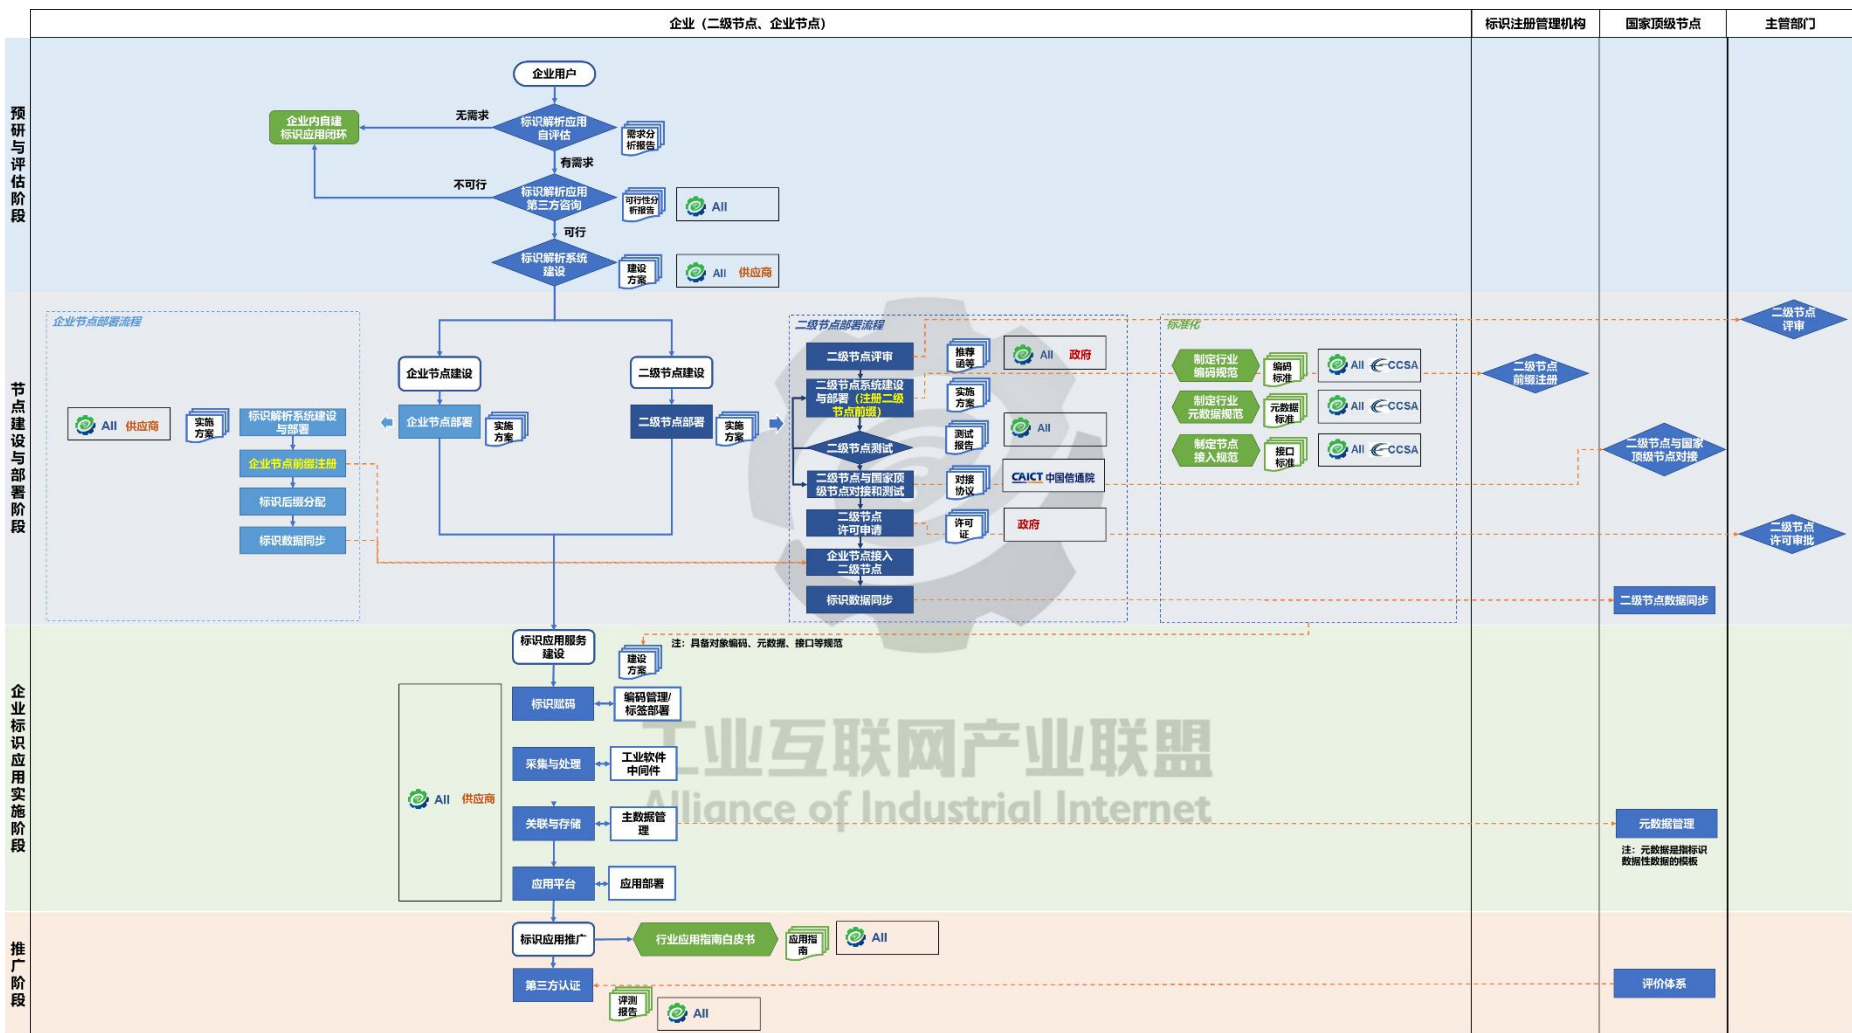 企业（二级节点、企业节点）
标识注册管理机构
国家顶级节点
主管部门
预研与评估阶段
企业用户
标识解析应用
自评估
无需求
企业内自建
标识应用闭环
需求分
析报告
有需求
不可行
标识解析应用
第三方咨询
可行性分
析报告
AII
可行
标识解析系统
建设
建设
方案
AII 供应商
节点建设与部署阶段
企业节点部署流程
AII 供应商
实施
方案
标识解析系统建设
与部署
企业节点前缀注册
标识后缀分配
标识数据同步
企业节点建设
企业节点部署
实施
方案
二级节点建设
二级节点部署
实施
方案
二级节点部署流程
二级节点评审
推荐
函等
AII 政府
二级节点系统建设
与部署（注册二级
节点前缀）
实施
方案
二级节点测试
测试
报告
AII
二级节点与国家顶
级节点对接和测试
对接
协议
CAICT 中国信通院
二级节点
许可申请
许可
证
政府
企业节点接入
二级节点
标识数据同步
标准化
制定行业
编码规范
编码
标准
AII CCSA
制定行业
元数据规范
元数据
标准
AII CCSA
制定节点
接入规范
接口
标准
AII CCSA
二级节点
前缀注册
二级节点与国家
顶级节点对接
二级节点数据同步
二级节点
评审
二级节点
许可审批
企业标识应用实施阶段
标识应用服务
建设
建设
方案
注：具备对象编码、元数据、接口等规范
AII 供应商
标识赋码
编码管理/
标签部署
采集与处理
工业软件
中间件
关联与存储
主数据管
理
应用平台
应用部署
元数据管理
注：元数据是指标识
数据性数据的模板
工业互联网产业联盟
Alliance of Industrial Internet
推广阶段
标识应用推广
行业应用指南白皮书
应用指
南
AII
第三方认证
评测
报告
AII
评价体系